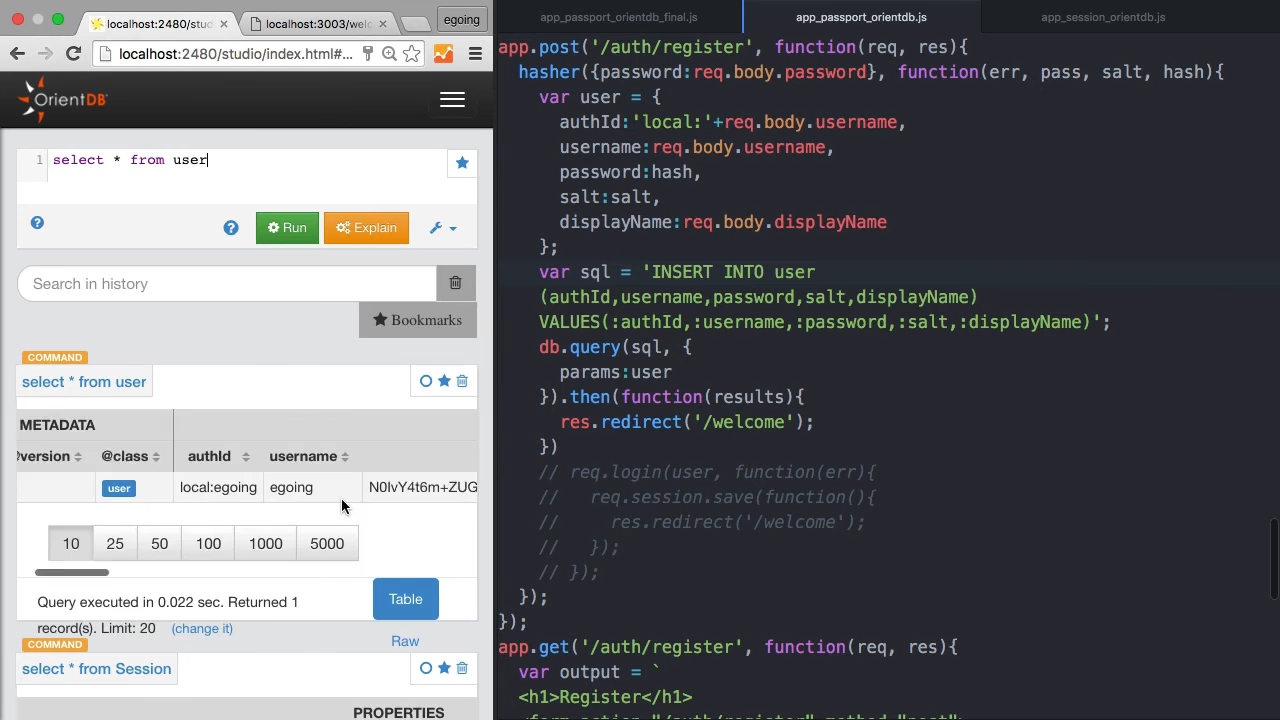 localhost:2480/stu
localhost:3003/wel
egoing
localhost:2480/studio/index.html#...
OrientDB
1 select * from user
Run
Explain
Search in history
Bookmarks
COMMAND
select * from user
METADATA
@class
authId
username
user
local:egoing
egoing
N0IvY4t6m+ZUG
10
25
50
100
1000
5000
Query executed in 0.022 sec. Returned 1
record(s). Limit: 20 (change it)
Table
Raw
COMMAND
select * from Session
PROPERTIES
app_passport_orientdb_final.js
app_passport_orientdb.js
app_session_orientdb.js
app.post('/auth/register', function(req, res){
hasher({password:req.body.password}, function(err, pass, salt, hash){
var user = {
authId:'local:'+req.body.username,
username:req.body.username,
password:hash,
salt:salt,
displayName:req.body.displayName
};
var sql = 'INSERT INTO user
(authId,username,password,salt,displayName)
VALUES(:authId,:username,:password,:salt,:displayName)';
db.query(sql, {
params:user
}).then(function(results){
res.redirect('/welcome');
})
// req.login(user, function(err){
//   req.session.save(function(){
//     res.redirect('/welcome');
//   });
// });
});
});
app.get('/auth/register', function(req, res){
var output = `
<h1>Register</h1>
<form action="/auth/register" method="post">